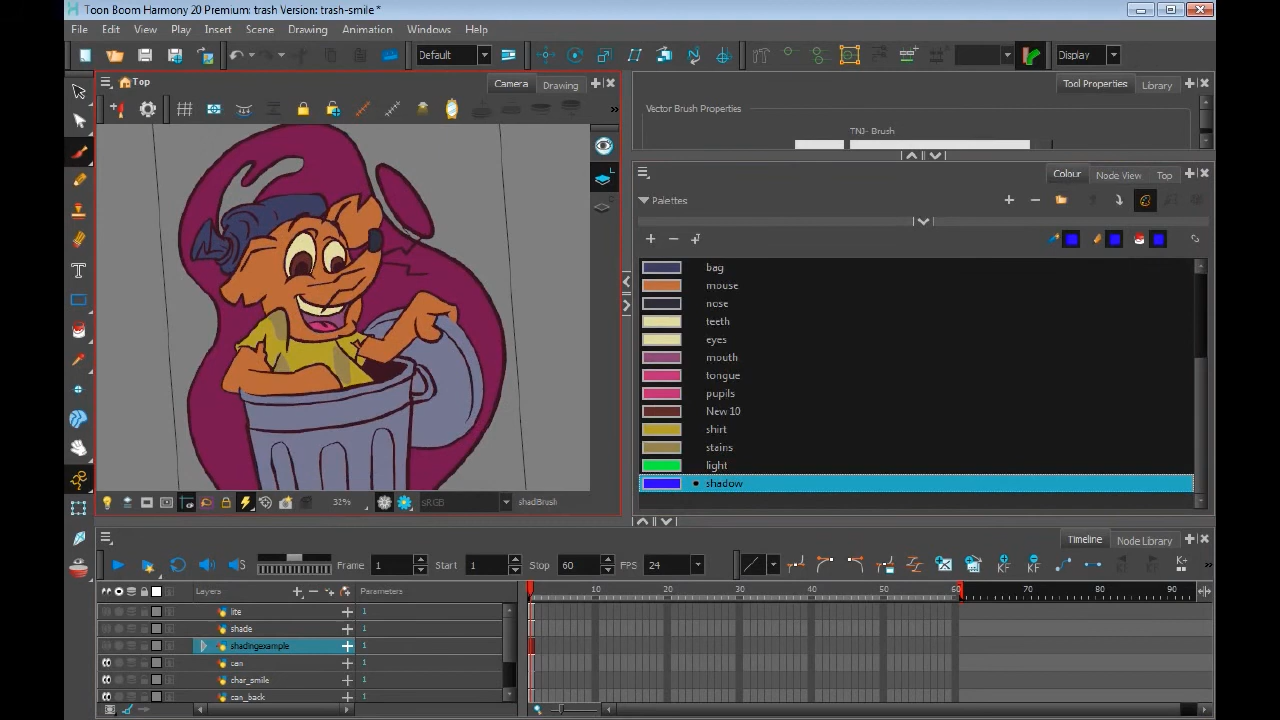 Toon Boom Harmony 20 Premium: trash Version: trash-smile *
File Edit View Play Insert Scene Drawing Animation Windows Help
Default
Display
Top
Camera Drawing
Tool Properties Library
Vector Brush Properties
TNJ- Brush
Colour Node View Top
Palettes
bag
mouse
nose
teeth
eyes
mouth
tongue
pupils
New 10
shirt
stains
light
shadow
32% sRGB shadBrush
Timeline Node Library
Frame 1 Start 1 Stop 60 FPS 24
Layers Parameters
10 20 30 40 50 60 70 80 90
lite 1
shade 1
shadingexample 1
can 1
char_smile 1
can_back 1